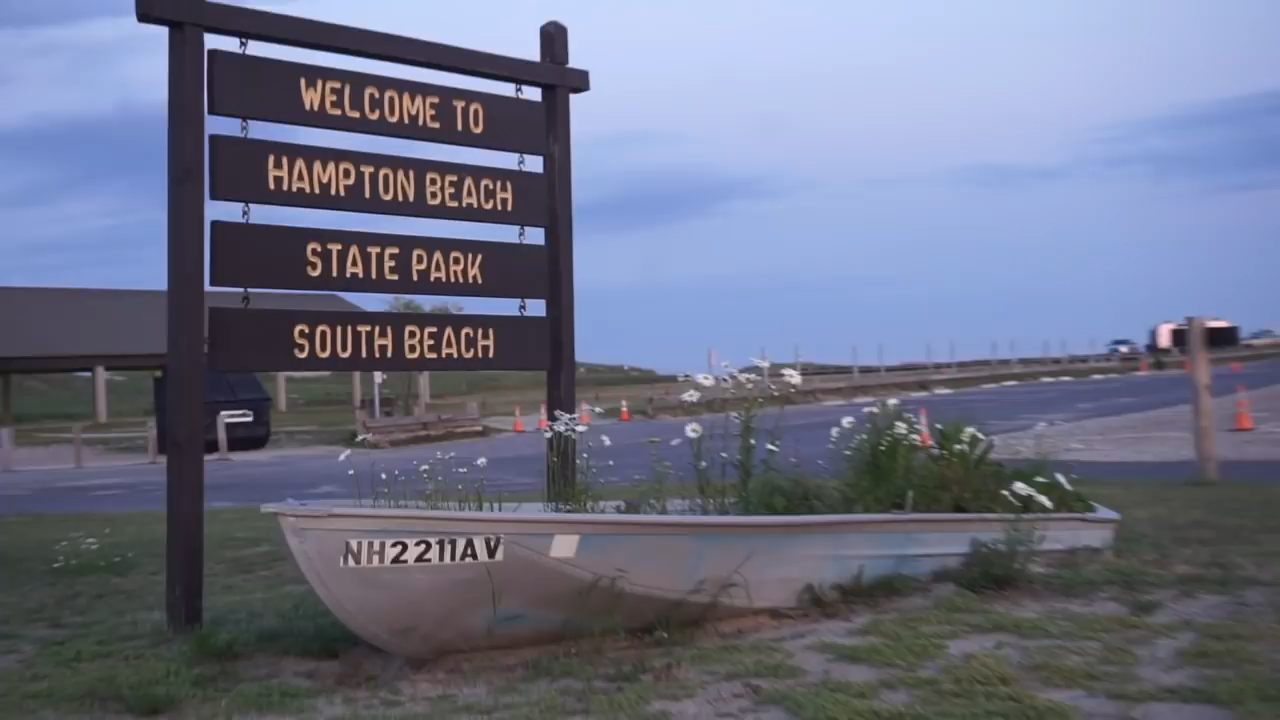 WELCOME TO
HAMPTON BEACH
STATE PARK
SOUTH BEACH
NH2211AV